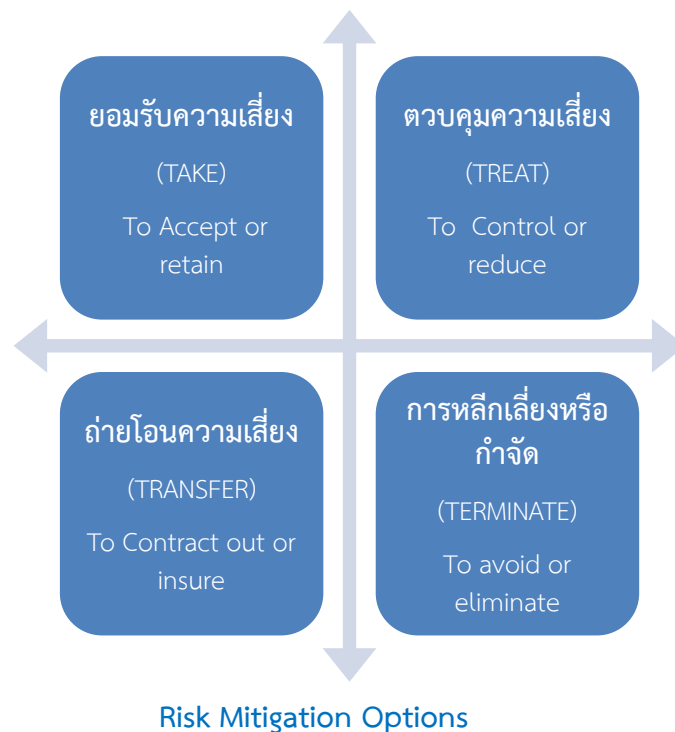 ยอมรับความเสี่ยง
(TAKE)
To Accept or
retain
ตวบคุมความเสี่ยง
(TREAT)
To Control or
reduce
ถ่ายโอนความเสี่ยง
(TRANSFER)
To Contract out or
insure
การหลีกเลี่ยงหรือ
กำจัด
(TERMINATE)
To avoid or
eliminate
Risk Mitigation Options